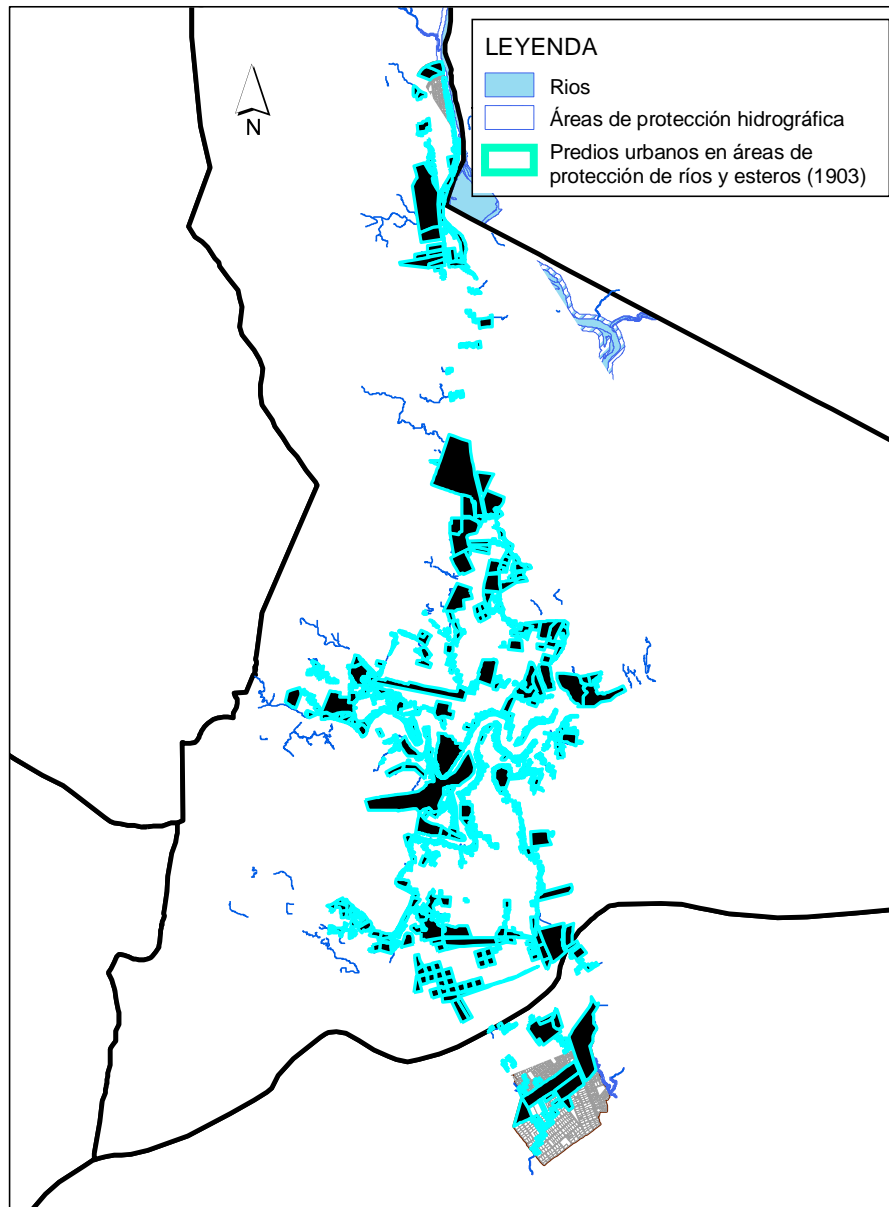 LEYENDA
Rios
Áreas de protección hidrográfica
Predios urbanos en áreas de
protección de ríos y esteros (1903)
N